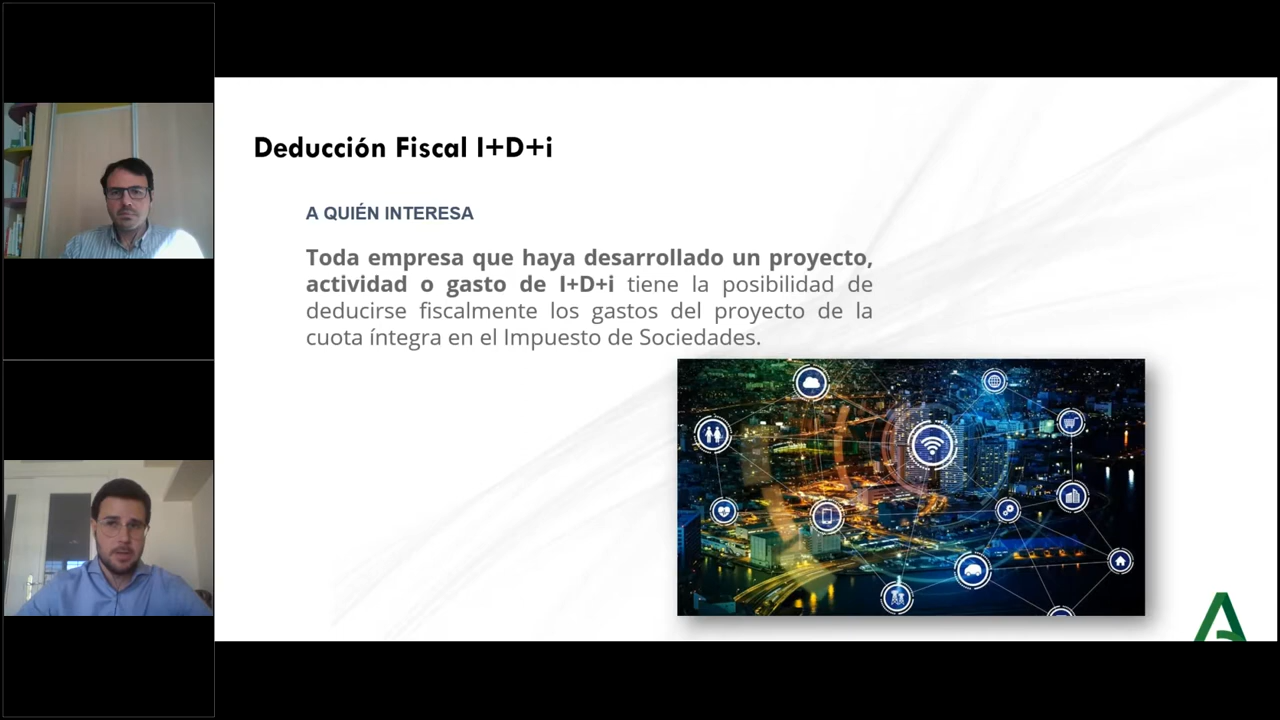 Deducción Fiscal I+D+i
A QUIÉN INTERESA
Toda empresa que haya desarrollado un proyecto,
actividad o gasto de I+D+i tiene la posibilidad de
deducirse fiscalmente los gastos del proyecto de la
cuota íntegra en el Impuesto de Sociedades.